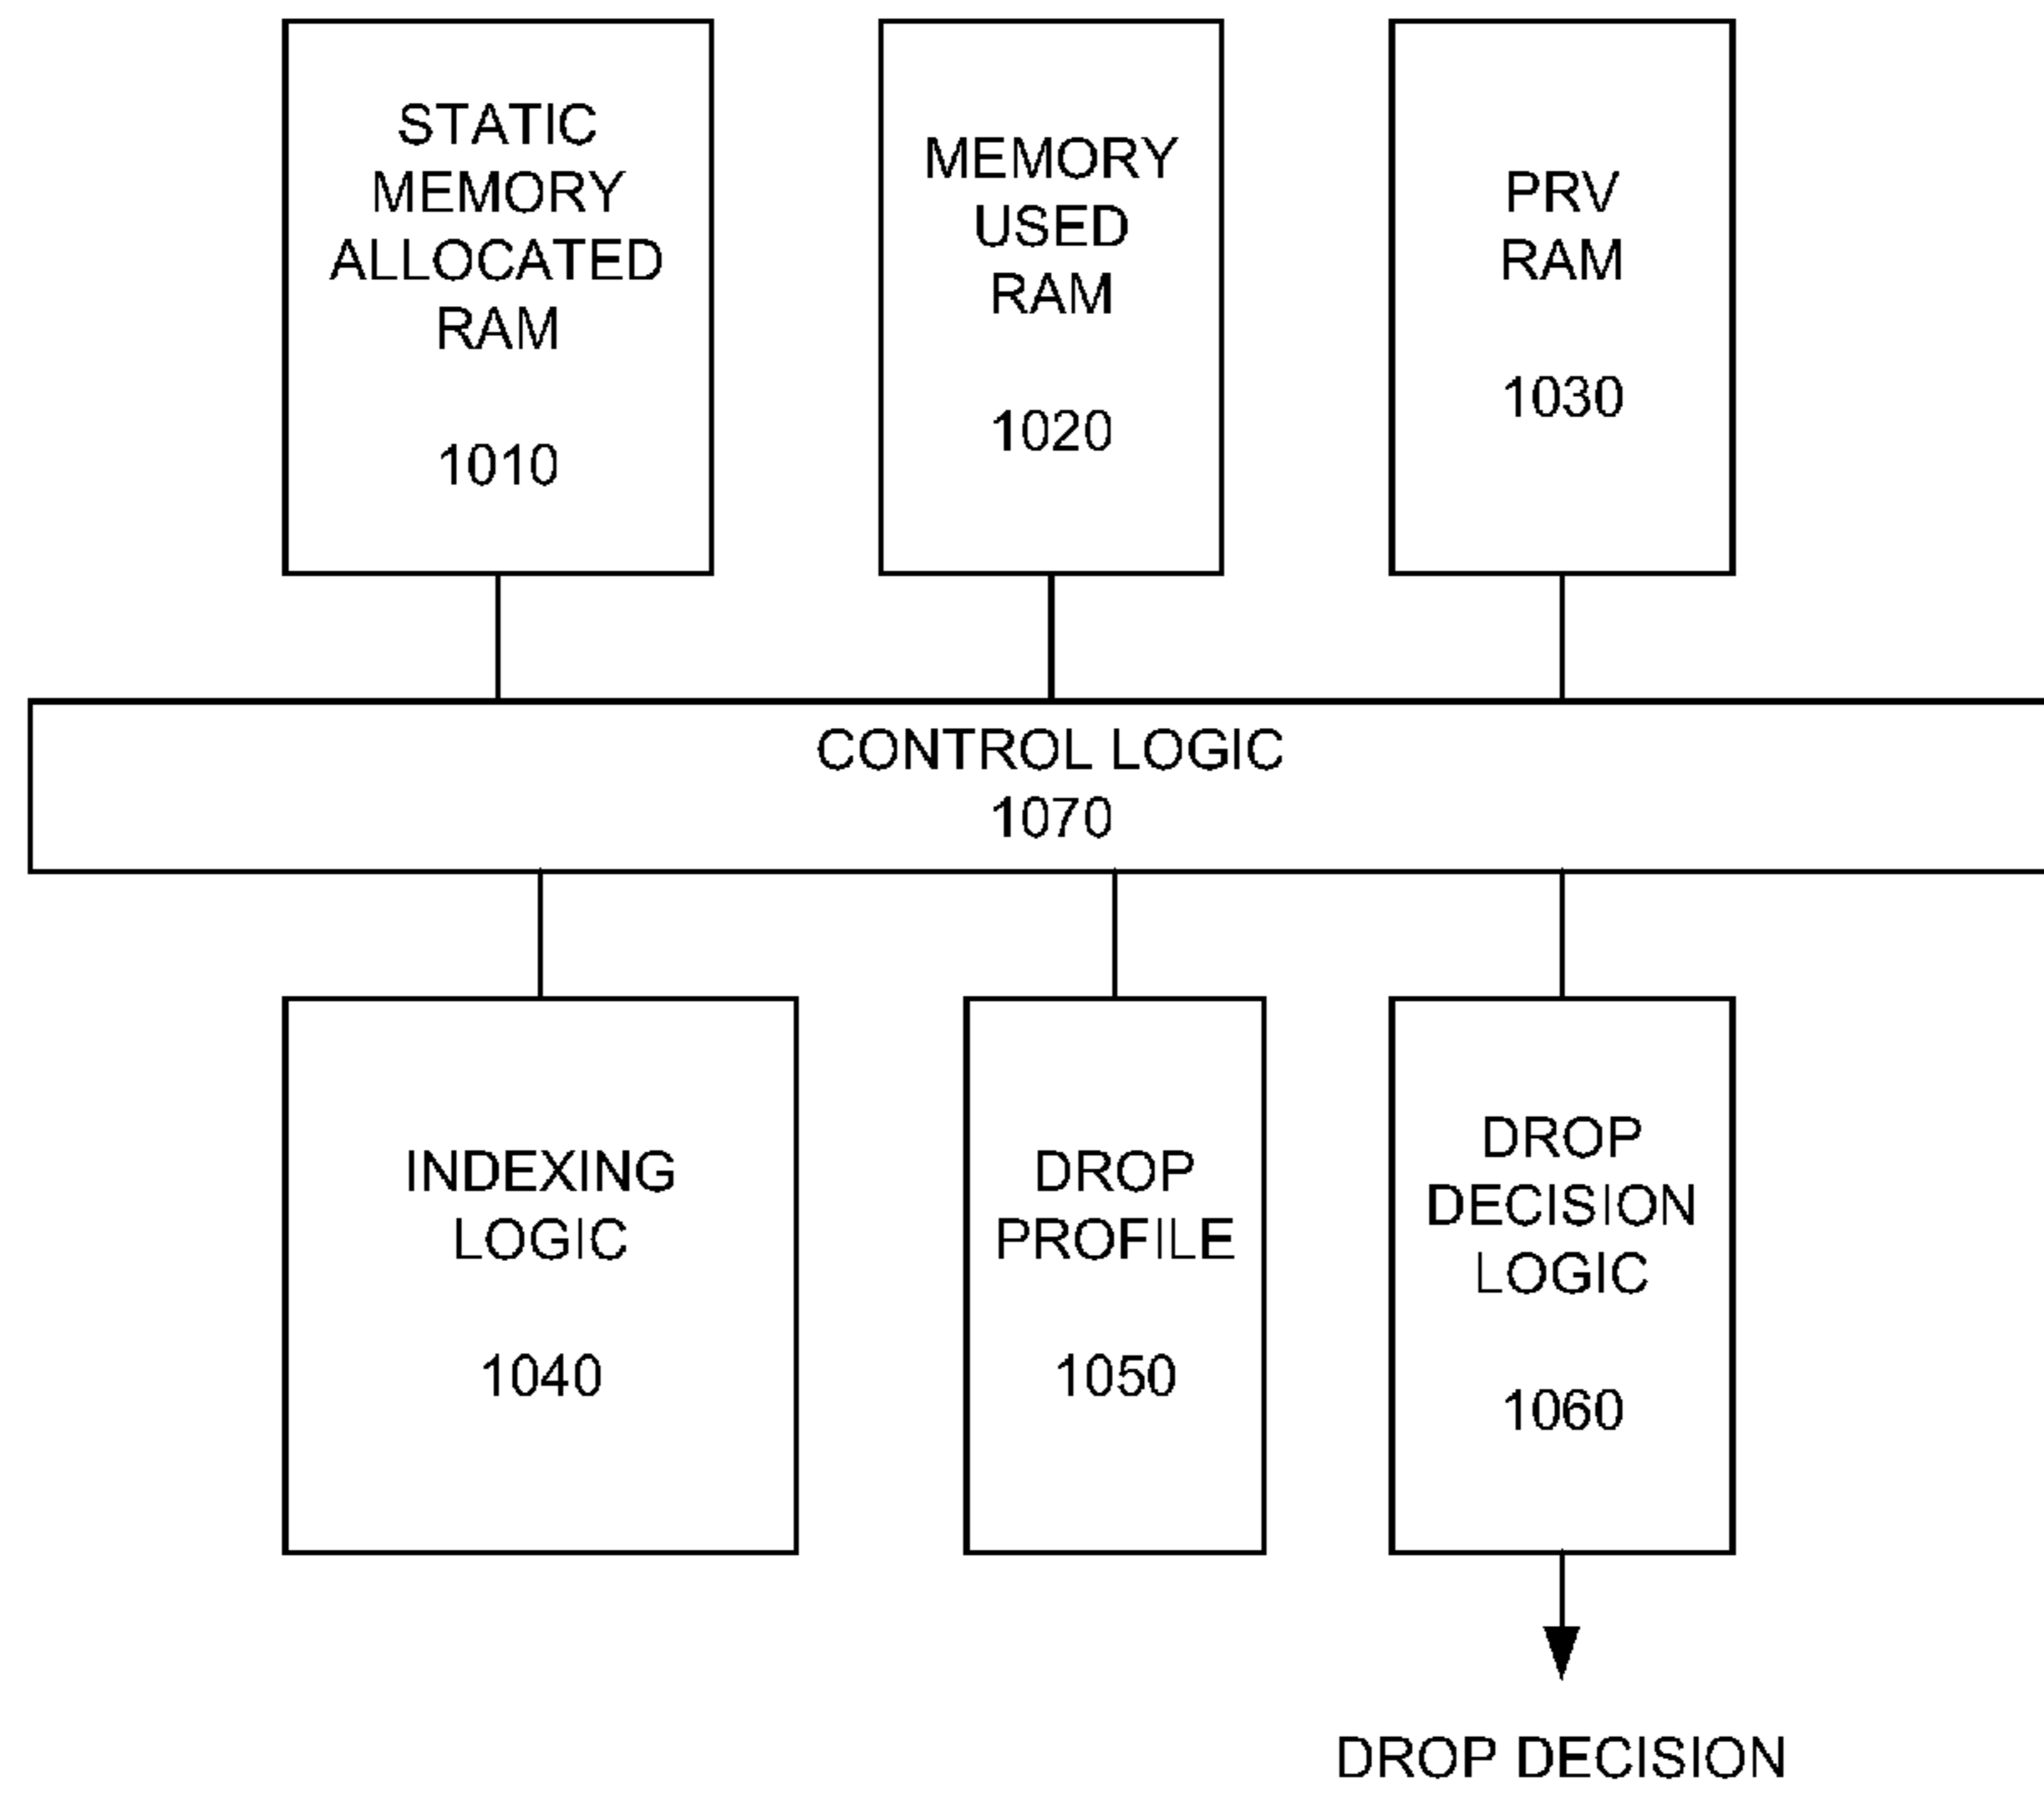 STATIC
MEMORY
ALLOCATED
RAM
1010
MEMORY
USED
RAM
1020
PRV
RAM
1030
CONTROL LOGIC
1070
INDEXING
LOGIC
1040
DROP
PROFILE
1050
DROP
DECISION
LOGIC
1060
DROP DECISION